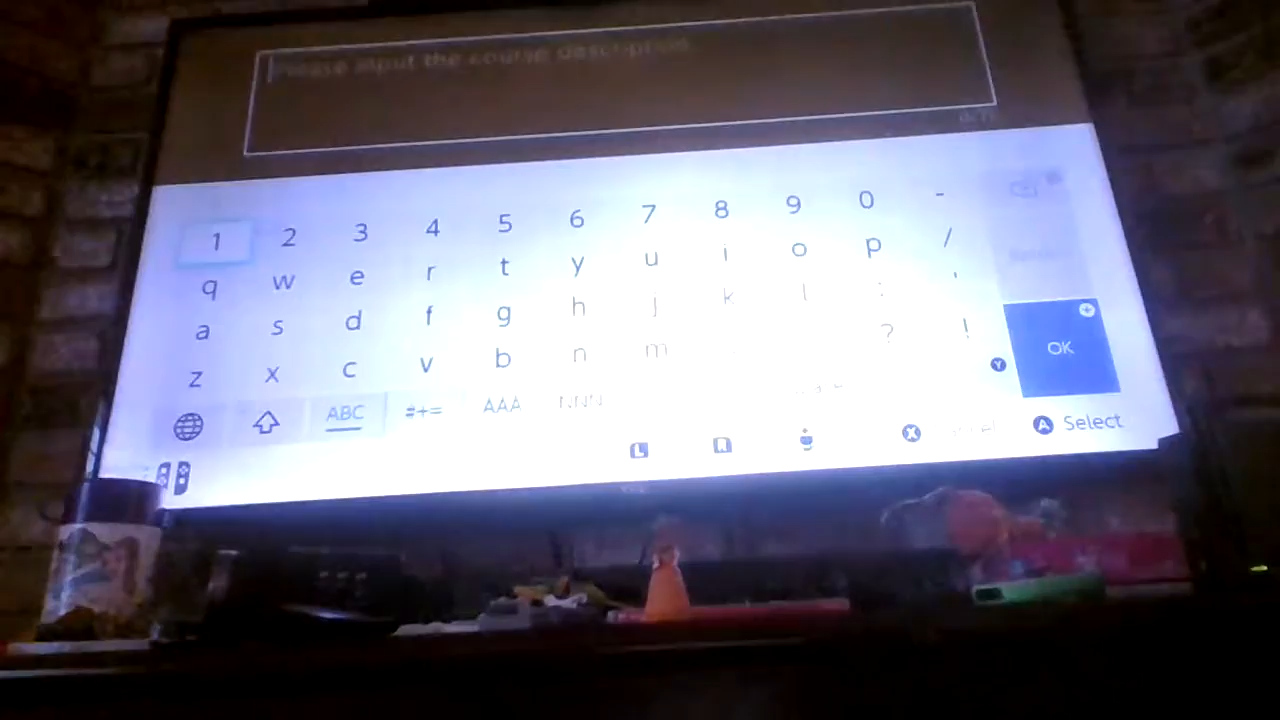 Please input the course description.
1 2 3 4 5 6 7 8 9 0 -
q w e r t y u i o p /
a s d f g h j k l : '
z x c v b n m ? !
OK
Y
ABC #+= AAA
L R X A Select